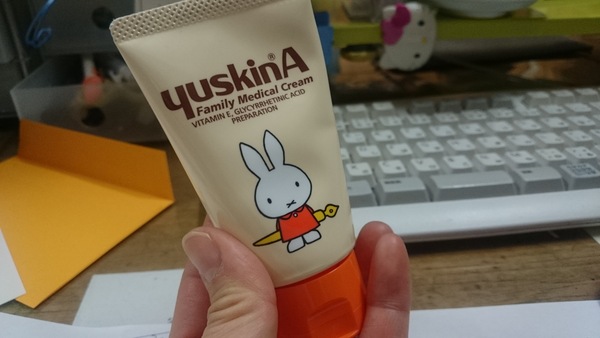 yuskinA®
Family Medical Cream
VITAMIN E, GLYCYRRHETINIC ACID
PREPARATION